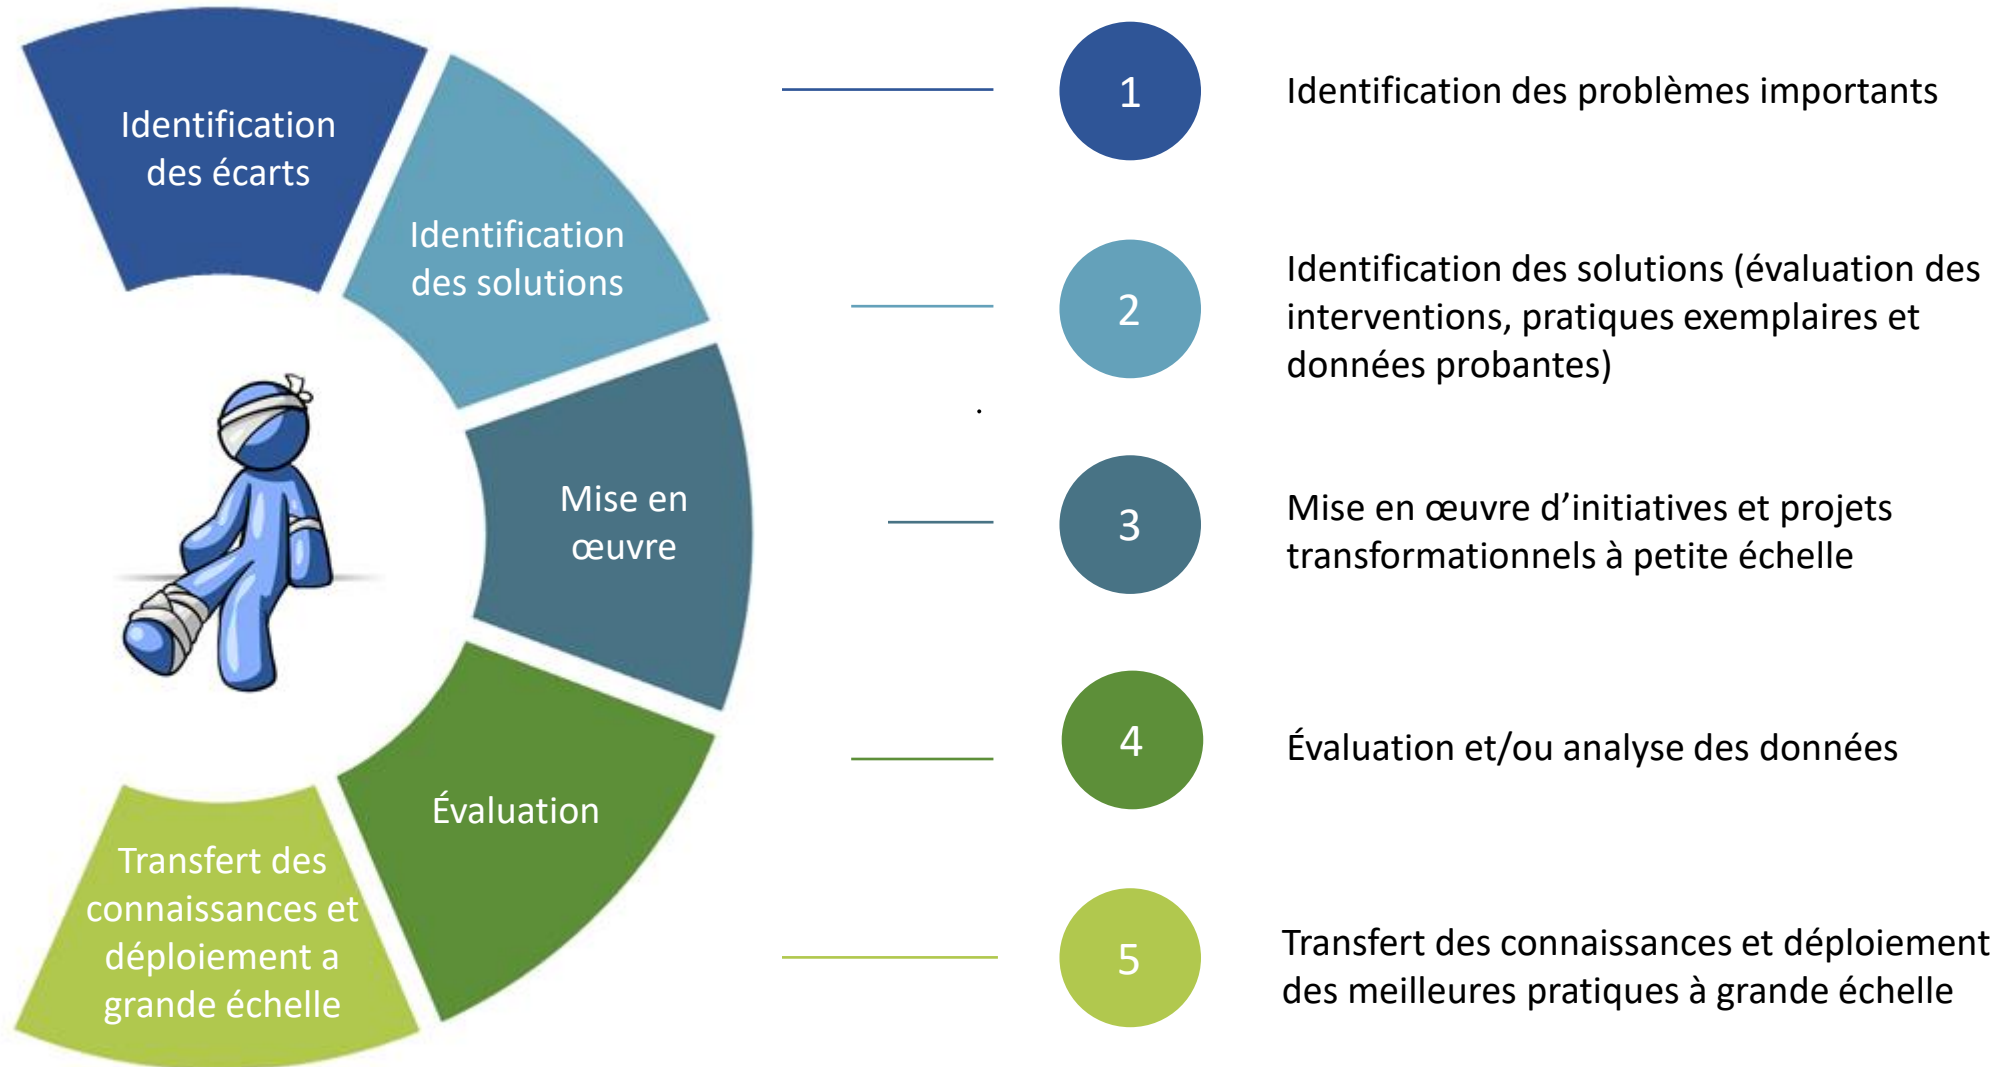 Identification
des écarts
Identification
des solutions
Mise en
œuvre
Évaluation
Transfert des
connaissances et
déploiement a
grande échelle
1
Identification des problèmes importants
2
Identification des solutions (évaluation des
interventions, pratiques exemplaires et
données probantes)
.
3
Mise en œuvre d’initiatives et projets
transformationnels à petite échelle
4
Évaluation et/ou analyse des données
5
Transfert des connaissances et déploiement
des meilleures pratiques à grande échelle